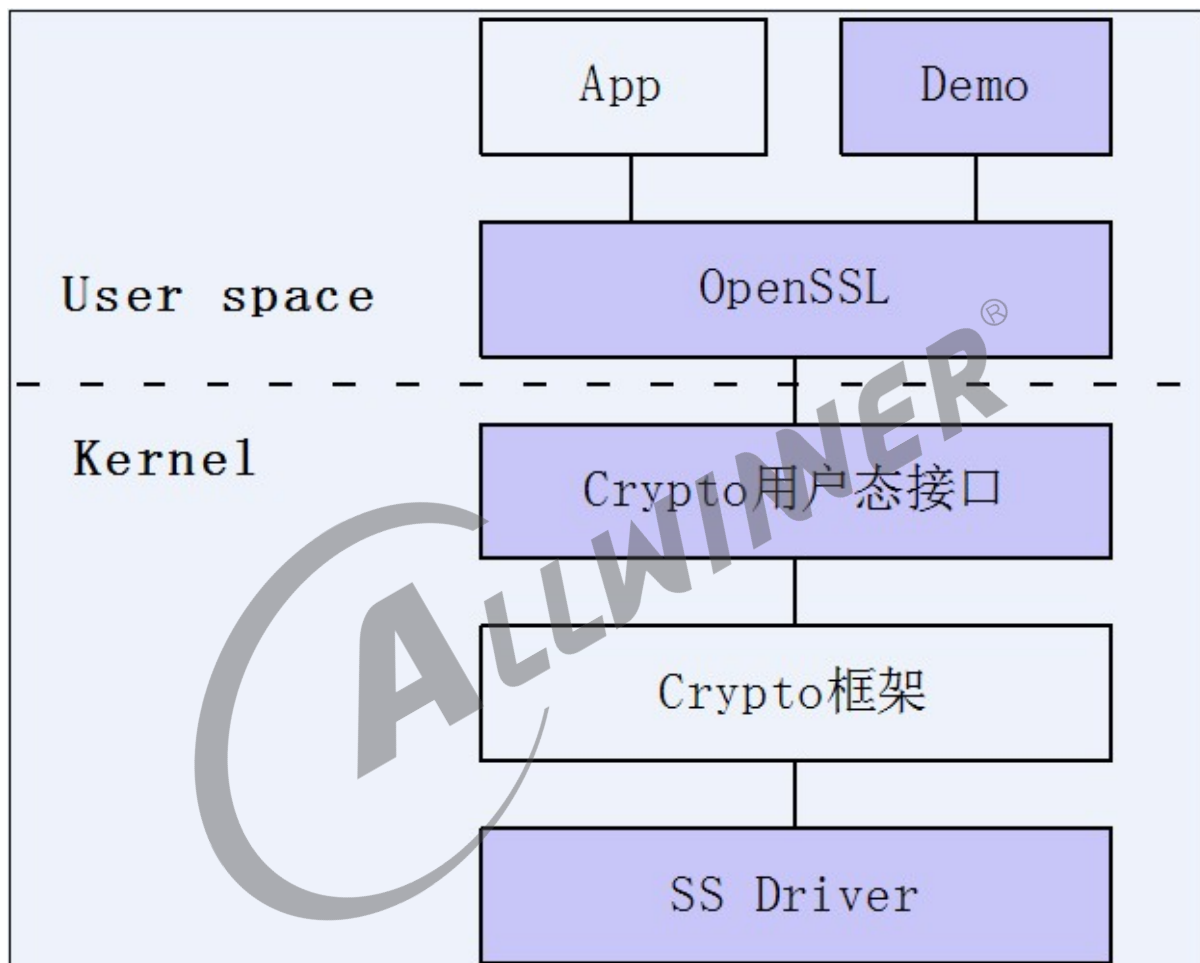 App
Demo
OpenSSL
User space
Kernel
Crypto用户态接口
Crypto框架
SS Driver
ALLWINNER®